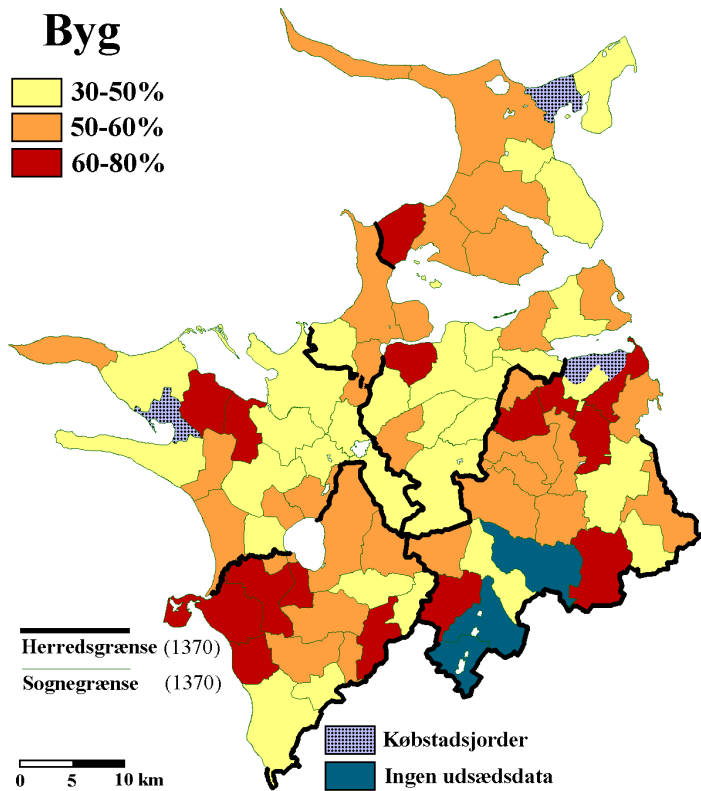 Byg
30-50%
50-60%
60-80%
Herredsgrænse (1370)
Sognegrænse (1370)
0 5 10 km
Købstadsjorder
Ingen udsædsdata